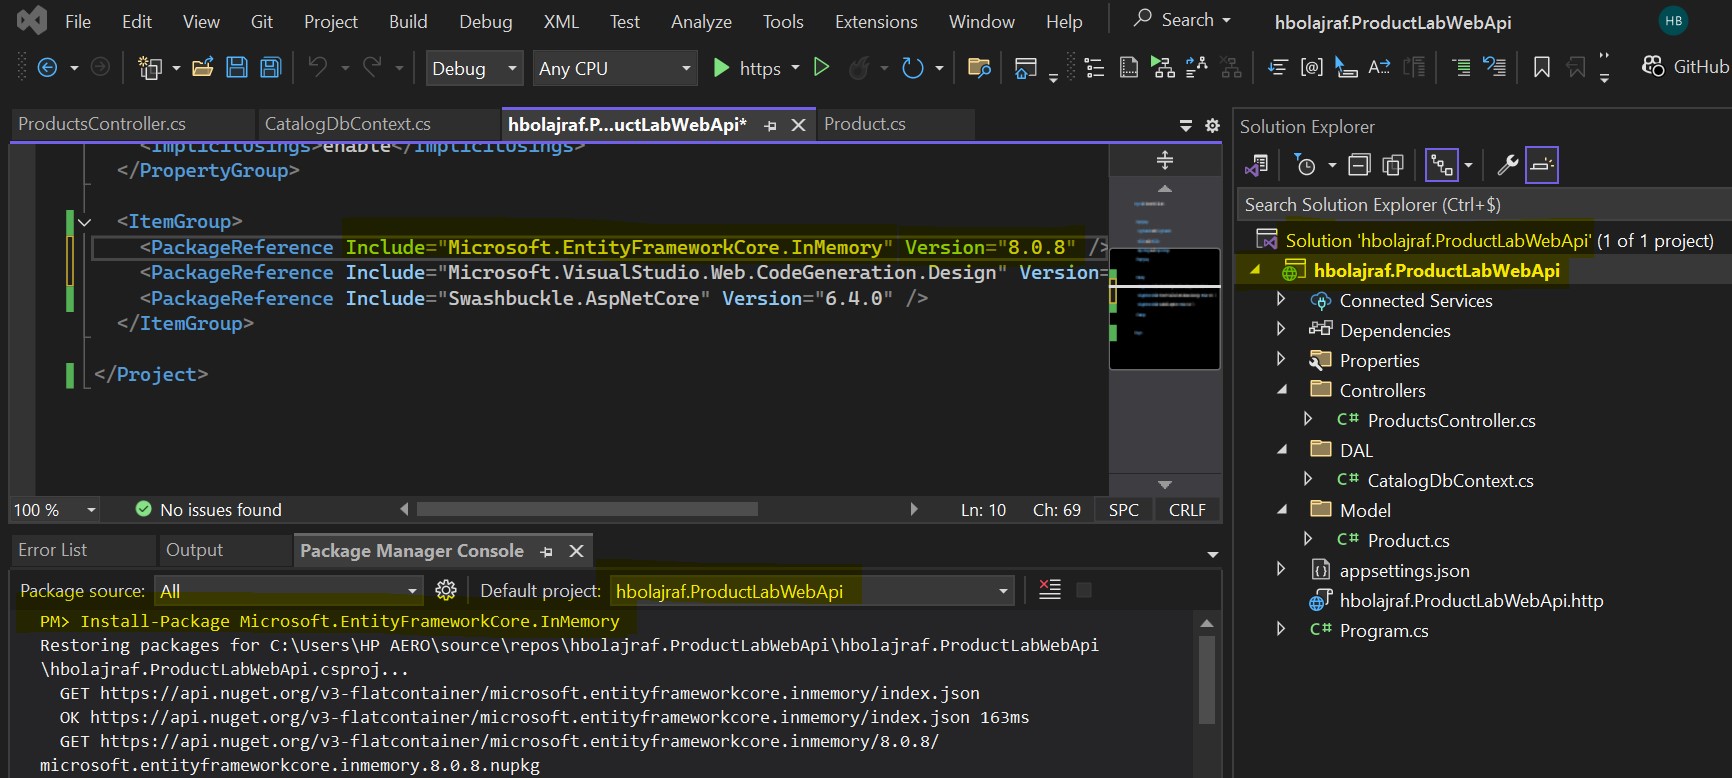 File Edit View Git Project Build Debug XML Test Analyze Tools Extensions Window Help Search hbolajraf.ProductLabWebApi HB
Debug Any CPU https GitHub
ProductsController.cs CatalogDbContext.cs hbolajraf.P...uctLabWebApi* Product.cs
<ImplicitUsings>enable</ImplicitUsings>
</PropertyGroup>
<ItemGroup>
<PackageReference Include="Microsoft.EntityFrameworkCore.InMemory" Version="8.0.8" />
<PackageReference Include="Microsoft.VisualStudio.Web.CodeGeneration.Design" Version=
<PackageReference Include="Swashbuckle.AspNetCore" Version="6.4.0" />
</ItemGroup>
</Project>
100 % No issues found Ln: 10 Ch: 69 SPC CRLF
Error List Output Package Manager Console
Package source: All Default project: hbolajraf.ProductLabWebApi
PM> Install-Package Microsoft.EntityFrameworkCore.InMemory
Restoring packages for C:\Users\HP AERO\source\repos\hbolajraf.ProductLabWebApi\hbolajraf.ProductLabWebApi
\hbolajraf.ProductLabWebApi.csproj...
GET https://api.nuget.org/v3-flatcontainer/microsoft.entityframeworkcore.inmemory/index.json
OK https://api.nuget.org/v3-flatcontainer/microsoft.entityframeworkcore.inmemory/index.json 163ms
GET https://api.nuget.org/v3-flatcontainer/microsoft.entityframeworkcore.inmemory/8.0.8/
microsoft.entityframeworkcore.inmemory.8.0.8.nupkg
Solution Explorer
Search Solution Explorer (Ctrl+$)
Solution 'hbolajraf.ProductLabWebApi' (1 of 1 project)
hbolajraf.ProductLabWebApi
Connected Services
Dependencies
Properties
Controllers
C# ProductsController.cs
DAL
C# CatalogDbContext.cs
Model
C# Product.cs
appsettings.json
hbolajraf.ProductLabWebApi.http
C# Program.cs